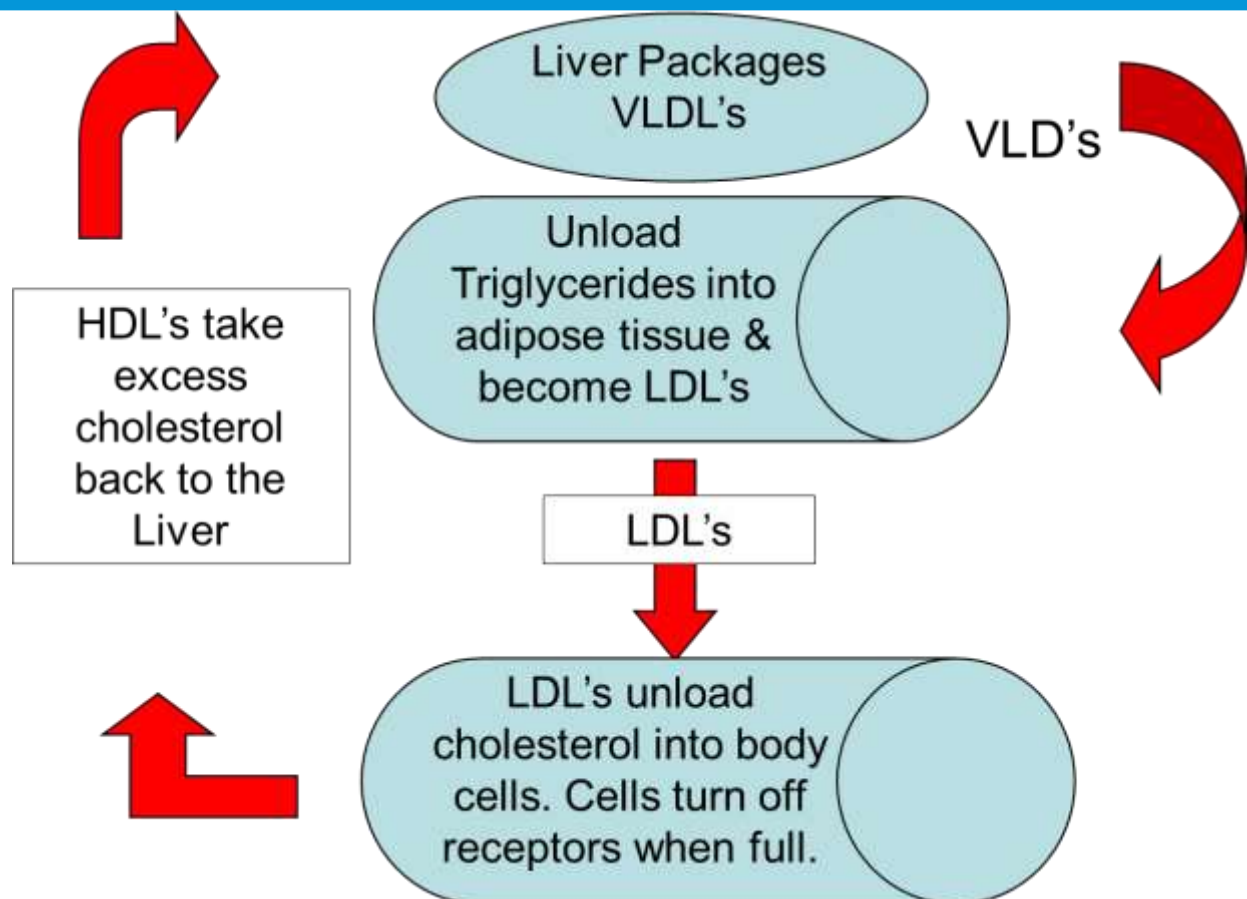 Liver Packages
VLDL's
VLD's
Unload
Triglycerides into
adipose tissue &
become LDL's
HDL's take
excess
cholesterol
back to the
Liver
LDL's
LDL's unload
cholesterol into body
cells. Cells turn off
receptors when full.